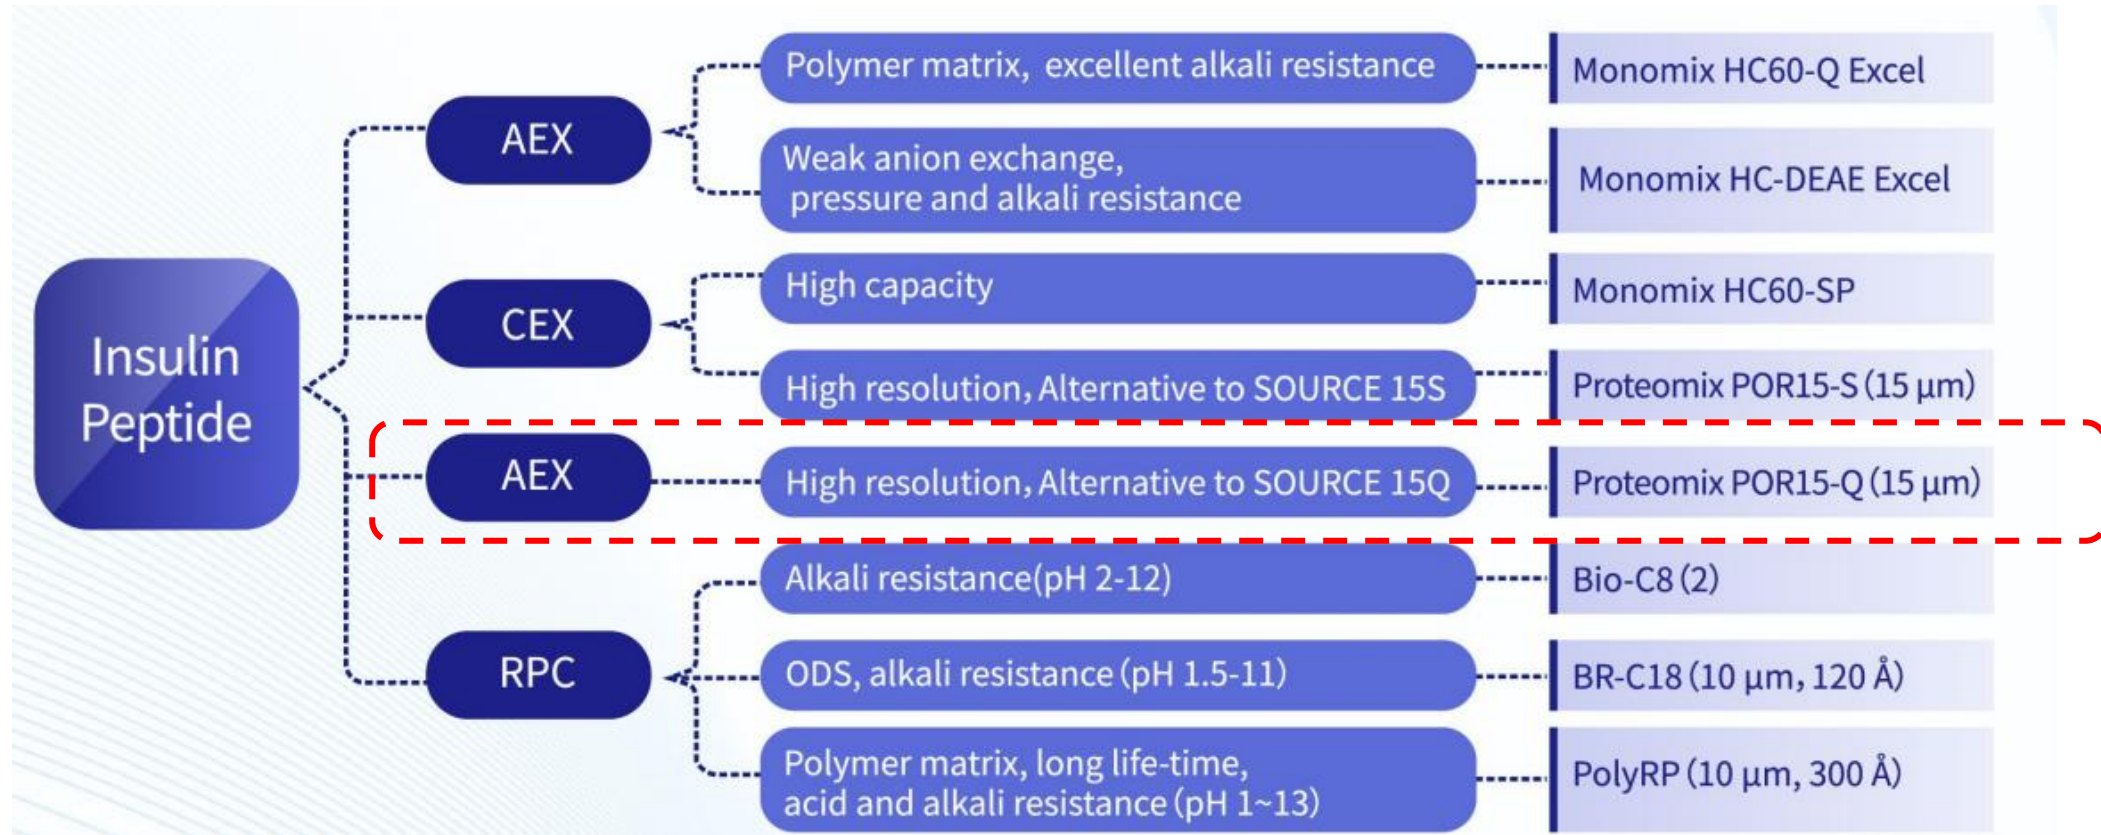 Insulin
Peptide
AEX
Polymer matrix, excellent alkali resistance
Monomix HC60-Q Excel
Weak anion exchange,
pressure and alkali resistance
Monomix HC-DEAE Excel
CEX
High capacity
Monomix HC60-SP
High resolution, Alternative to SOURCE 15S
Proteomix POR15-S (15 μm)
AEX
High resolution, Alternative to SOURCE 15Q
Proteomix POR15-Q (15 μm)
RPC
Alkali resistance(pH 2-12)
Bio-C8 (2)
ODS, alkali resistance (pH 1.5-11)
BR-C18 (10 μm, 120 Å)
Polymer matrix, long life-time,
acid and alkali resistance (pH 1~13)
PolyRP (10 μm, 300 Å)